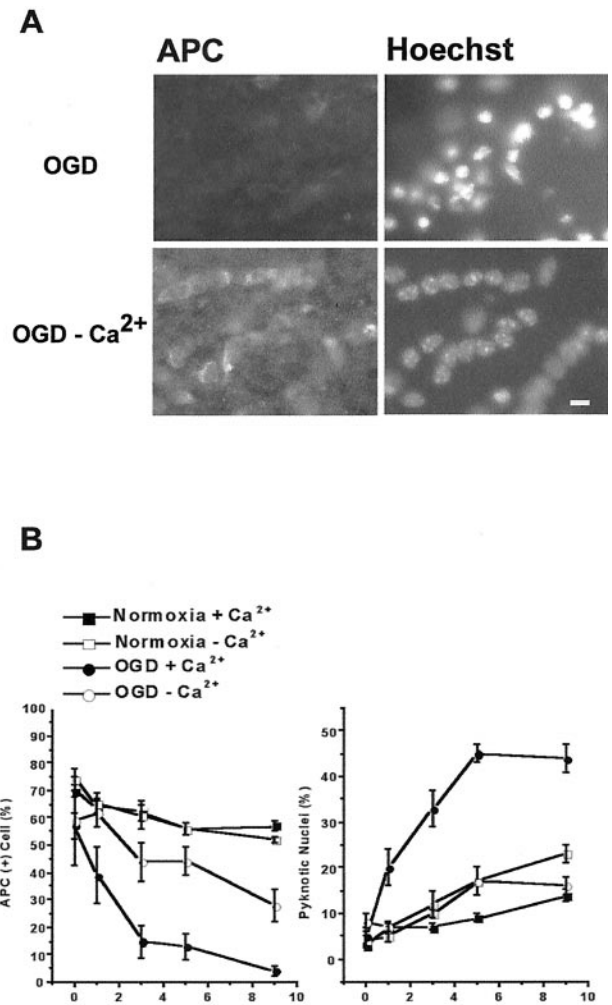 A
APC Hoechst
OGD
OGD - Ca2+
B
Normoxia + Ca2+
Normoxia - Ca2+
OGD + Ca2+
OGD - Ca2+
APC (+) Cell (%)
100
90
80
70
60
50
40
30
20
10
0
0 2 4 6 8 10
Pyknotic Nuclei (%)
50
40
30
20
10
0
0 2 4 6 8 10